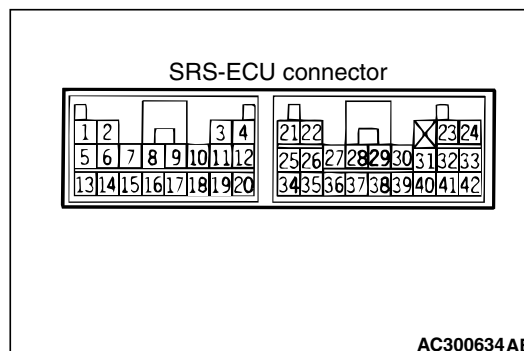 SRS-ECU connector
1 2 3 4 21 22 23 24
5 6 7 8 9 10 11 12 25 26 27 28 29 30 31 32 33
13 14 15 16 17 18 19 20 34 35 36 37 38 39 40 41 42
AC300634AB